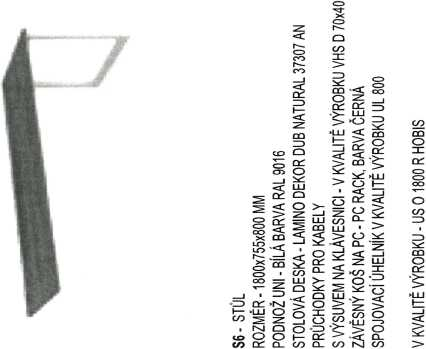 S6 - STŮL
ROZMĚR - 1800x755x800 MM
PODNOŽ UNI - BÍLÁ BARVA RAL 9016
STOLOVÁ DESKA - LAMINO DEKOR DUB NATURAL 37307 AN
PRŮCHODKY PRO KABELY
S VÝSUVEM NA KLÁVESNICI - V KVALITĚ VÝROBKU VHS D 70x40
ZÁVĚSNÝ KOŠ NA PC - PC RACK, BARVA ČERNÁ
SPOJOVACÍ ÚHELNÍK V KVALITĚ VÝROBKU UL 800
V KVALITĚ VÝROBKU - US O 1800 R HOBIS